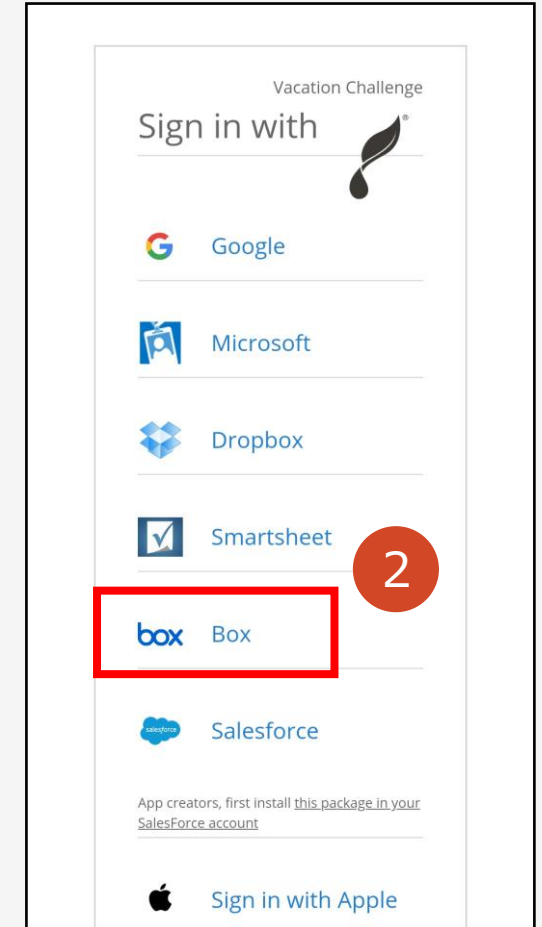 Vacation Challenge
Sign in with
®
Google
Microsoft
Dropbox
Smartsheet
2
box Box
salesforce Salesforce
App creators, first install this package in your
SalesForce account
Sign in with Apple